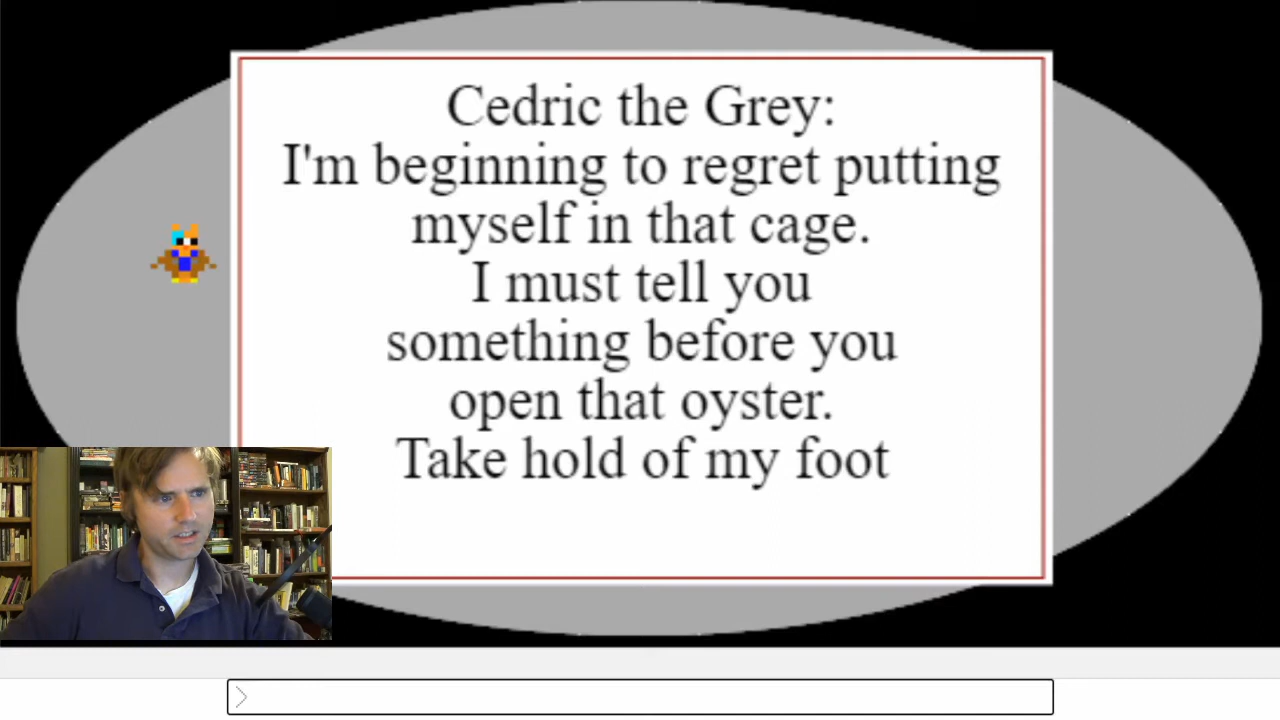 Cedric the Grey:
I'm beginning to regret putting
myself in that cage.
I must tell you
something before you
open that oyster.
Take hold of my foot
>